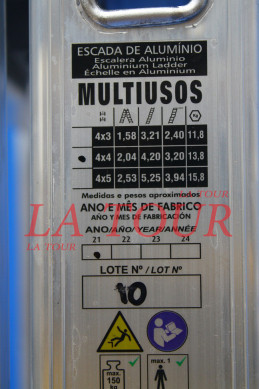 ESCADA DE ALUMÍNIO
Escalera Aluminio
Aluminium Ladder
Échelle en Aluminium
MULTIUSOS
4x3 1,58 3,21 2,40 11,8
4x4 2,04 4,20 3,20 13,8
4x5 2,53 5,25 3,94 15,8
Medidas e pesos aproximados
LA TOUR
ANO E MÊS DE FABRICO
AÑO Y MES DE FABRICACIÓN
LA TOUR
ANO/AÑO/YEAR/ANNÉE
LA TOUR
21 22 23 24
LOTE Nº / LOT Nº
10
max. 150 kg
max. 1